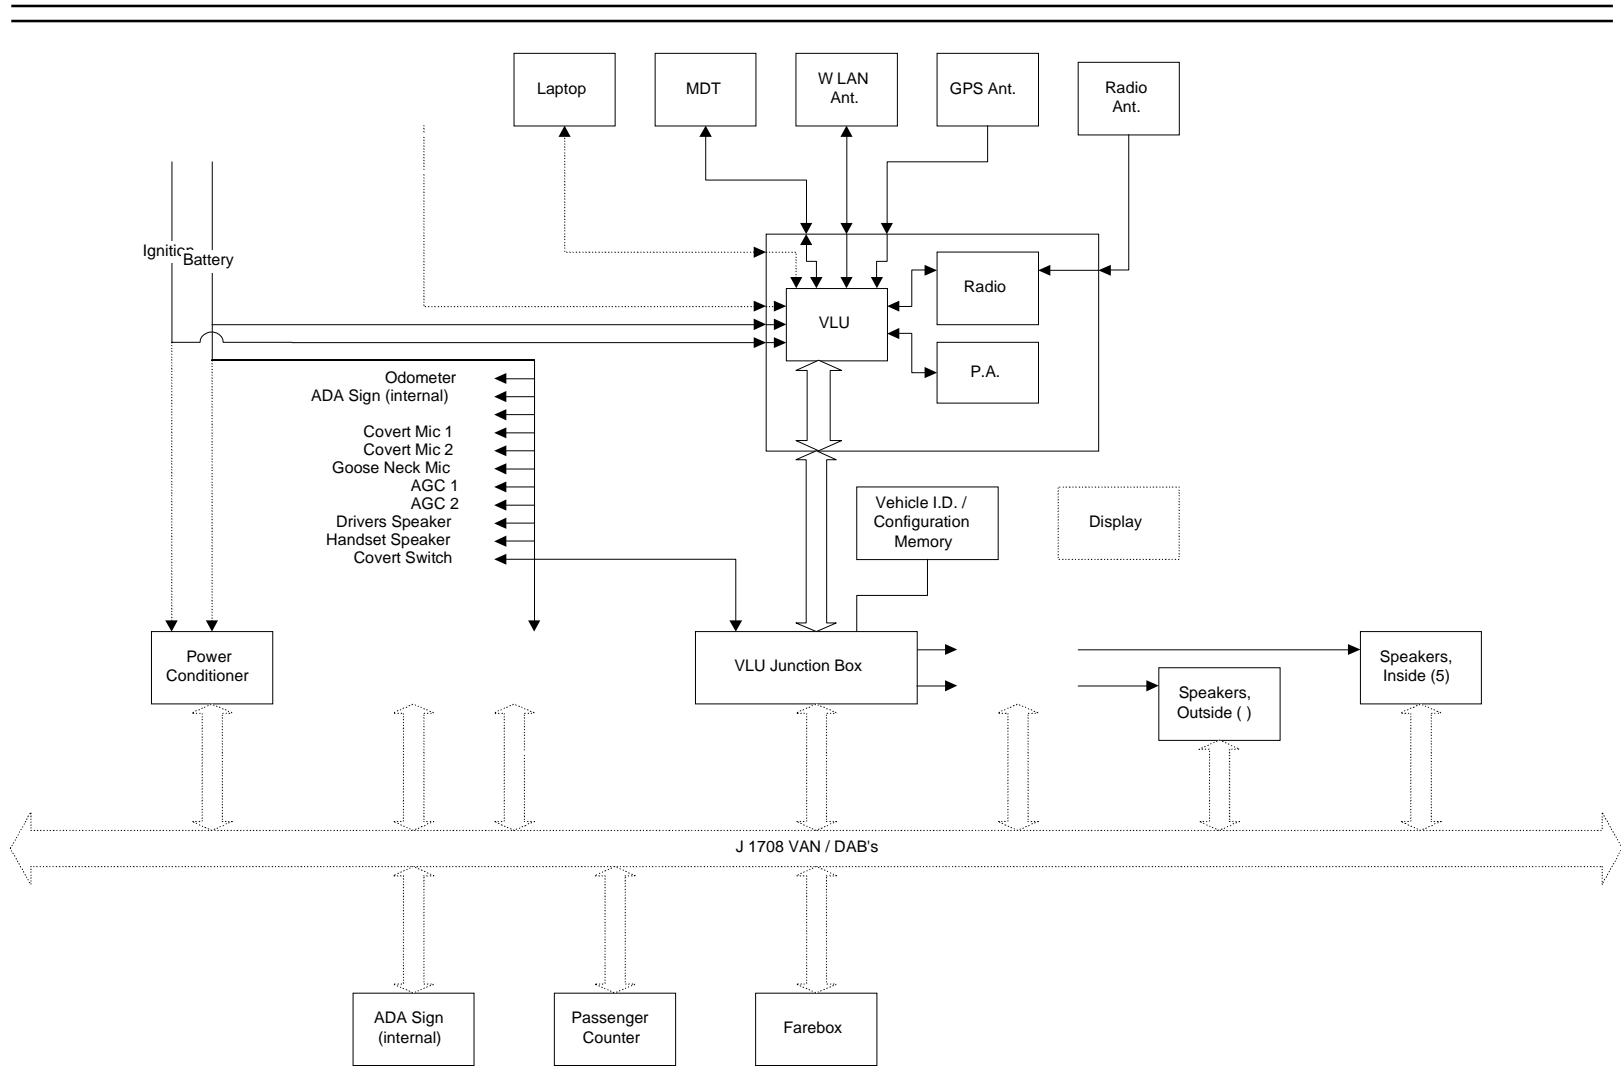 Laptop
MDT
W LAN
Ant.
GPS Ant.
Radio
Ant.
Ignition
Battery
Radio
VLU
P.A.
Odometer
ADA Sign (internal)
Covert Mic 1
Covert Mic 2
Goose Neck Mic
AGC 1
AGC 2
Drivers Speaker
Handset Speaker
Covert Switch
Vehicle I.D. /
Configuration
Memory
Display
Power
Conditioner
VLU Junction Box
Speakers,
Outside ( )
Speakers,
Inside (5)
J 1708 VAN / DAB's
ADA Sign
(internal)
Passenger
Counter
Farebox